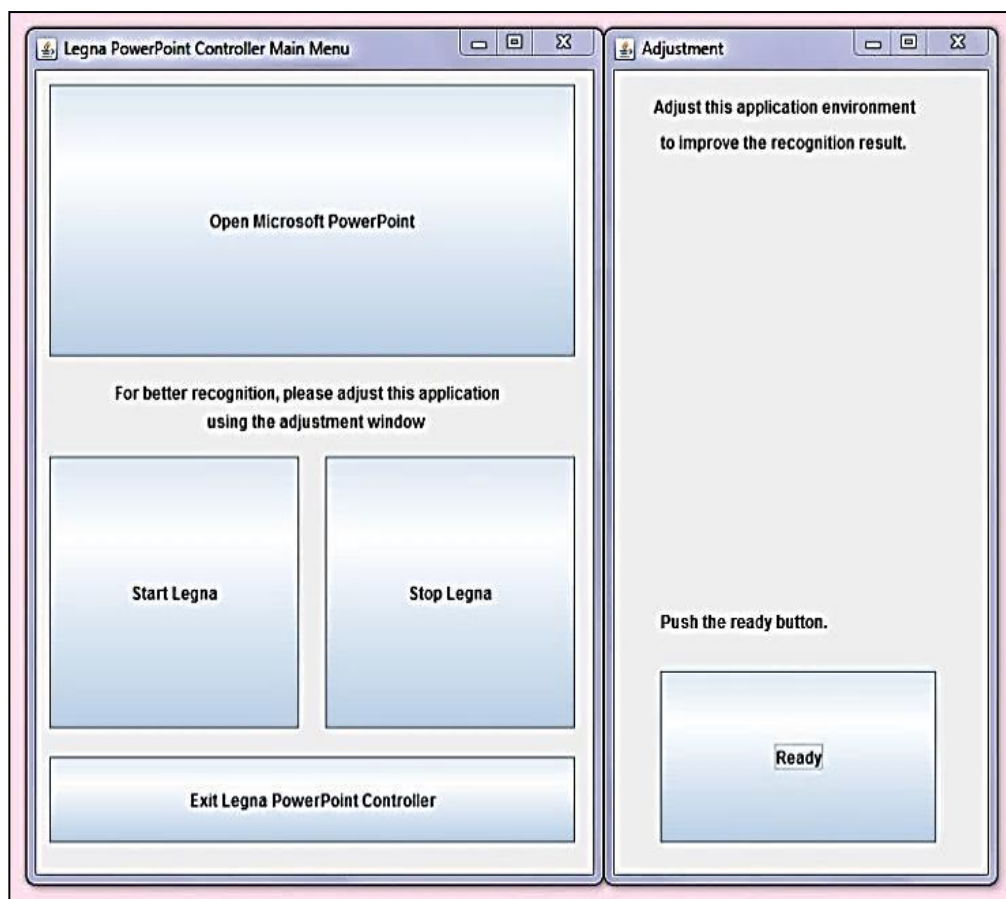 Legna PowerPoint Controller Main Menu
Open Microsoft PowerPoint
For better recognition, please adjust this application
using the adjustment window
Start Legna
Stop Legna
Exit Legna PowerPoint Controller
Adjustment
Adjust this application environment
to improve the recognition result.
Push the ready button.
Ready